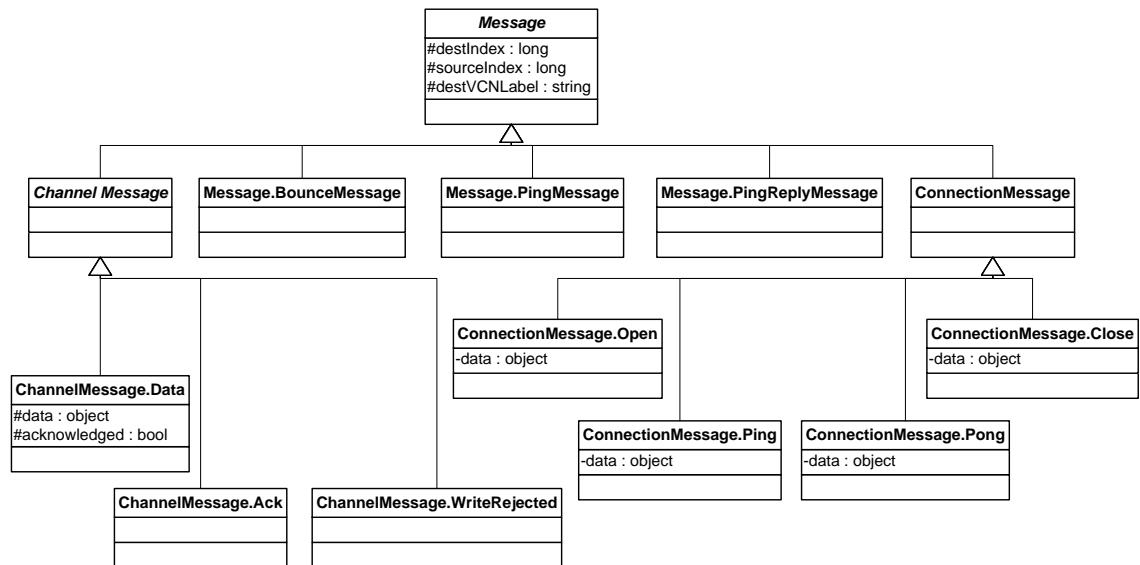 Message
#destIndex : long
#sourceIndex : long
#destVCNLabel : string
Channel Message
Message.BounceMessage
Message.PingMessage
Message.PingReplyMessage
ConnectionMessage
ConnectionMessage.Open
-data : object
ConnectionMessage.Close
-data : object
ChannelMessage.Data
#data : object
#acknowledged : bool
ConnectionMessage.Ping
-data : object
ConnectionMessage.Pong
-data : object
ChannelMessage.Ack
ChannelMessage.WriteRejected